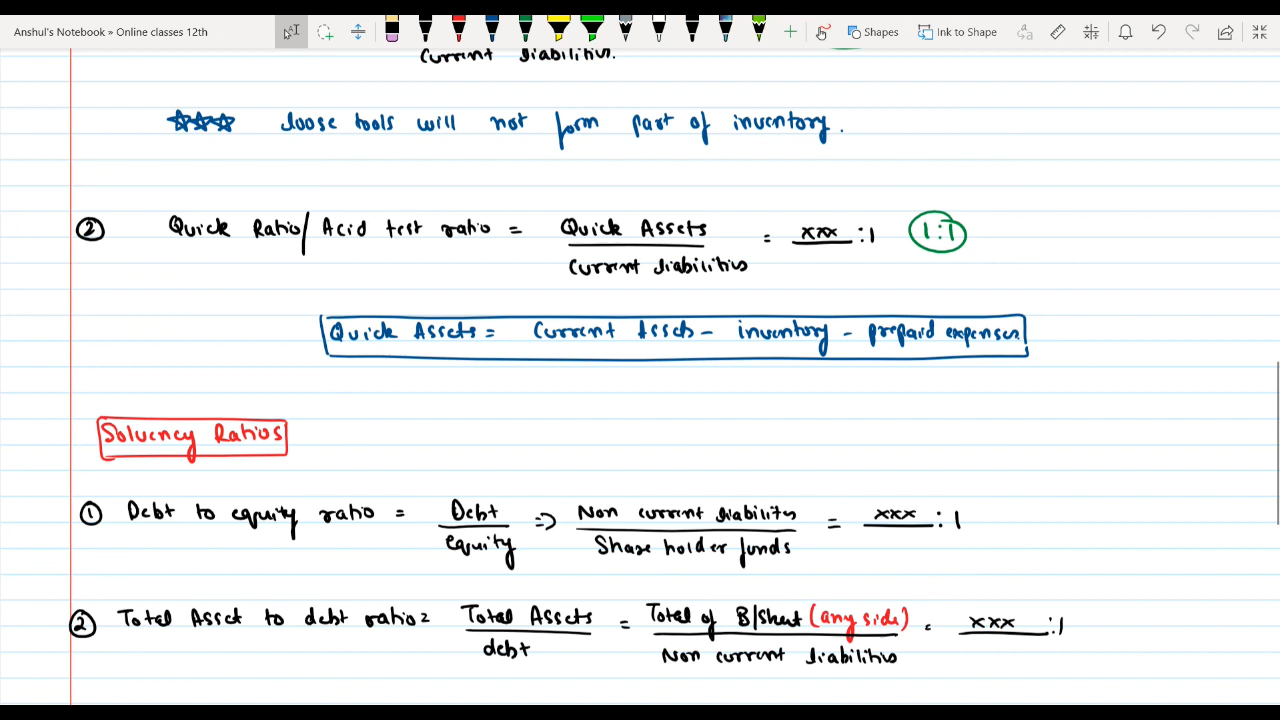 Anshul's Notebook » Online classes 12th
Shapes
Ink to Shape
Current liabilities.
loose tools will not form part of inventory.
② Quick Ratio/ Acid test ratio = Quick Assets / Current liabilities = xxx :1 1:1
Quick Assets = Current Assets - inventory - prepaid expenses
Solvency Ratios
① Debt to equity ratio = Debt / equity => Non current liability / Share holder funds = xxx : 1
② Total Asset to debt ratio = Total Assets / debt = Total of B/Sheet (any side) / Non current liabilities = xxx :1